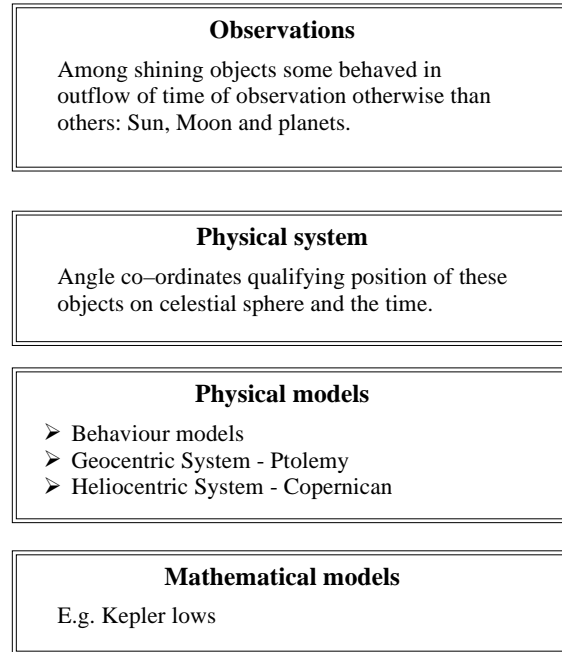 Observations
Among shining objects some behaved in
outflow of time of observation otherwise than
others: Sun, Moon and planets.
Physical system
Angle co–ordinates qualifying position of these
objects on celestial sphere and the time.
Physical models
➢ Behaviour models
➢ Geocentric System - Ptolemy
➢ Heliocentric System - Copernican
Mathematical models
E.g. Kepler lows